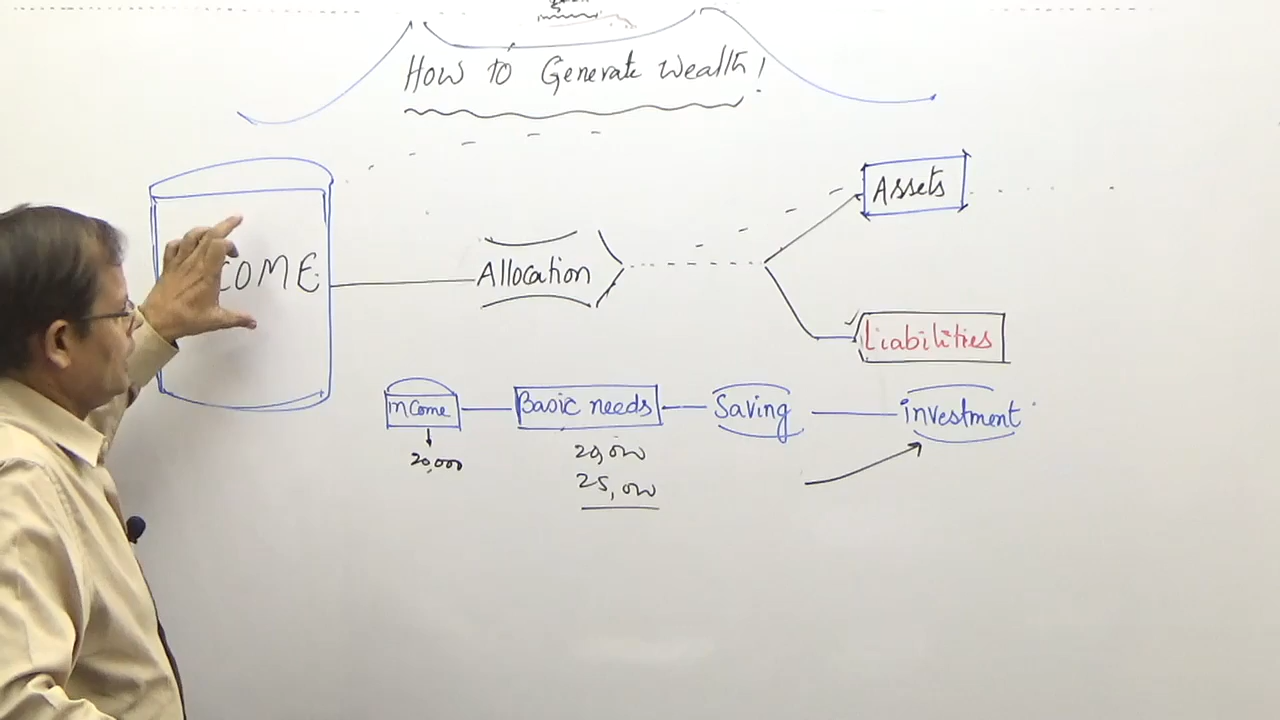 How to Generate Wealth!
COME
Allocation
Assets
Liabilities
inCome
Basic needs
Saving
investment
20,000
20,000
25,000